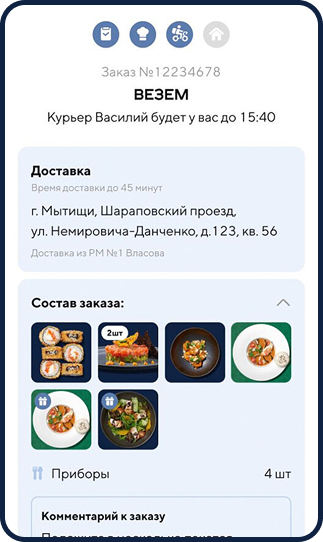 Заказ №12234678
ВЕЗЕМ
Курьер Василий будет у вас до 15:40
Доставка
Время доставки до 45 минут
г. Мытищи, Шараповский проезд,
ул. Немировича-Данченко, д.123, кв. 56
Доставка из РМ №1 Власова
Состав заказа:
2шт
Приборы 4 шт
Комментарий к заказу